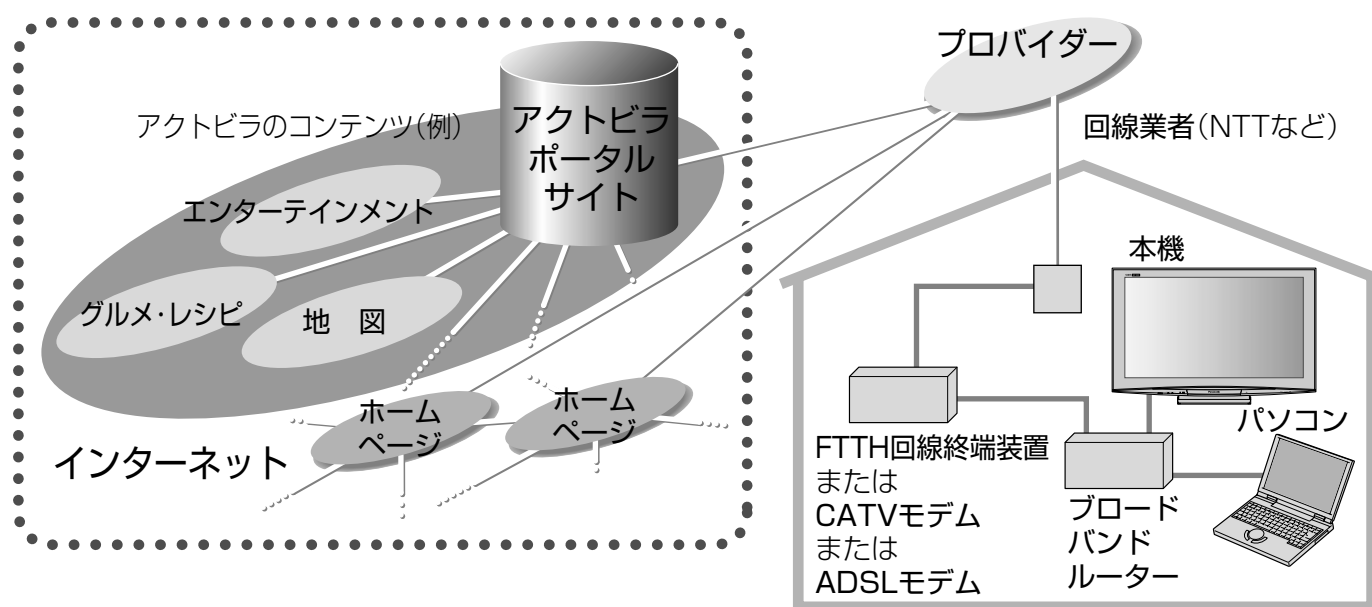 アクトビラのコンテンツ(例)
アクトビラ
ポータル
サイト
エンターテインメント
グルメ・レシピ
地 図
ホーム
ページ
ホーム
ページ
インターネット
プロバイダー
回線業者(NTTなど)
本機
パソコン
FTTH回線終端装置
または
CATVモデム
または
ADSLモデム
ブロード
バンド
ルーター